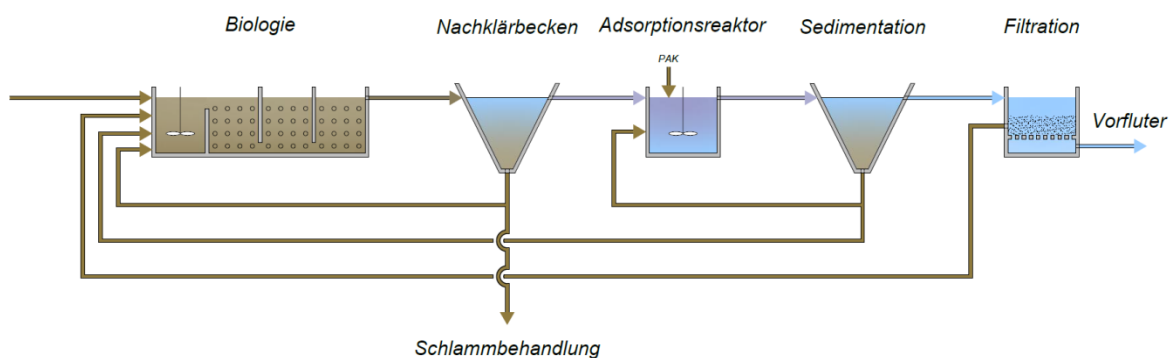 Biologie
Nachklärbecken
Adsorptionsreaktor
Sedimentation
Filtration
PAK
Vorfluter
Schlammbehandlung